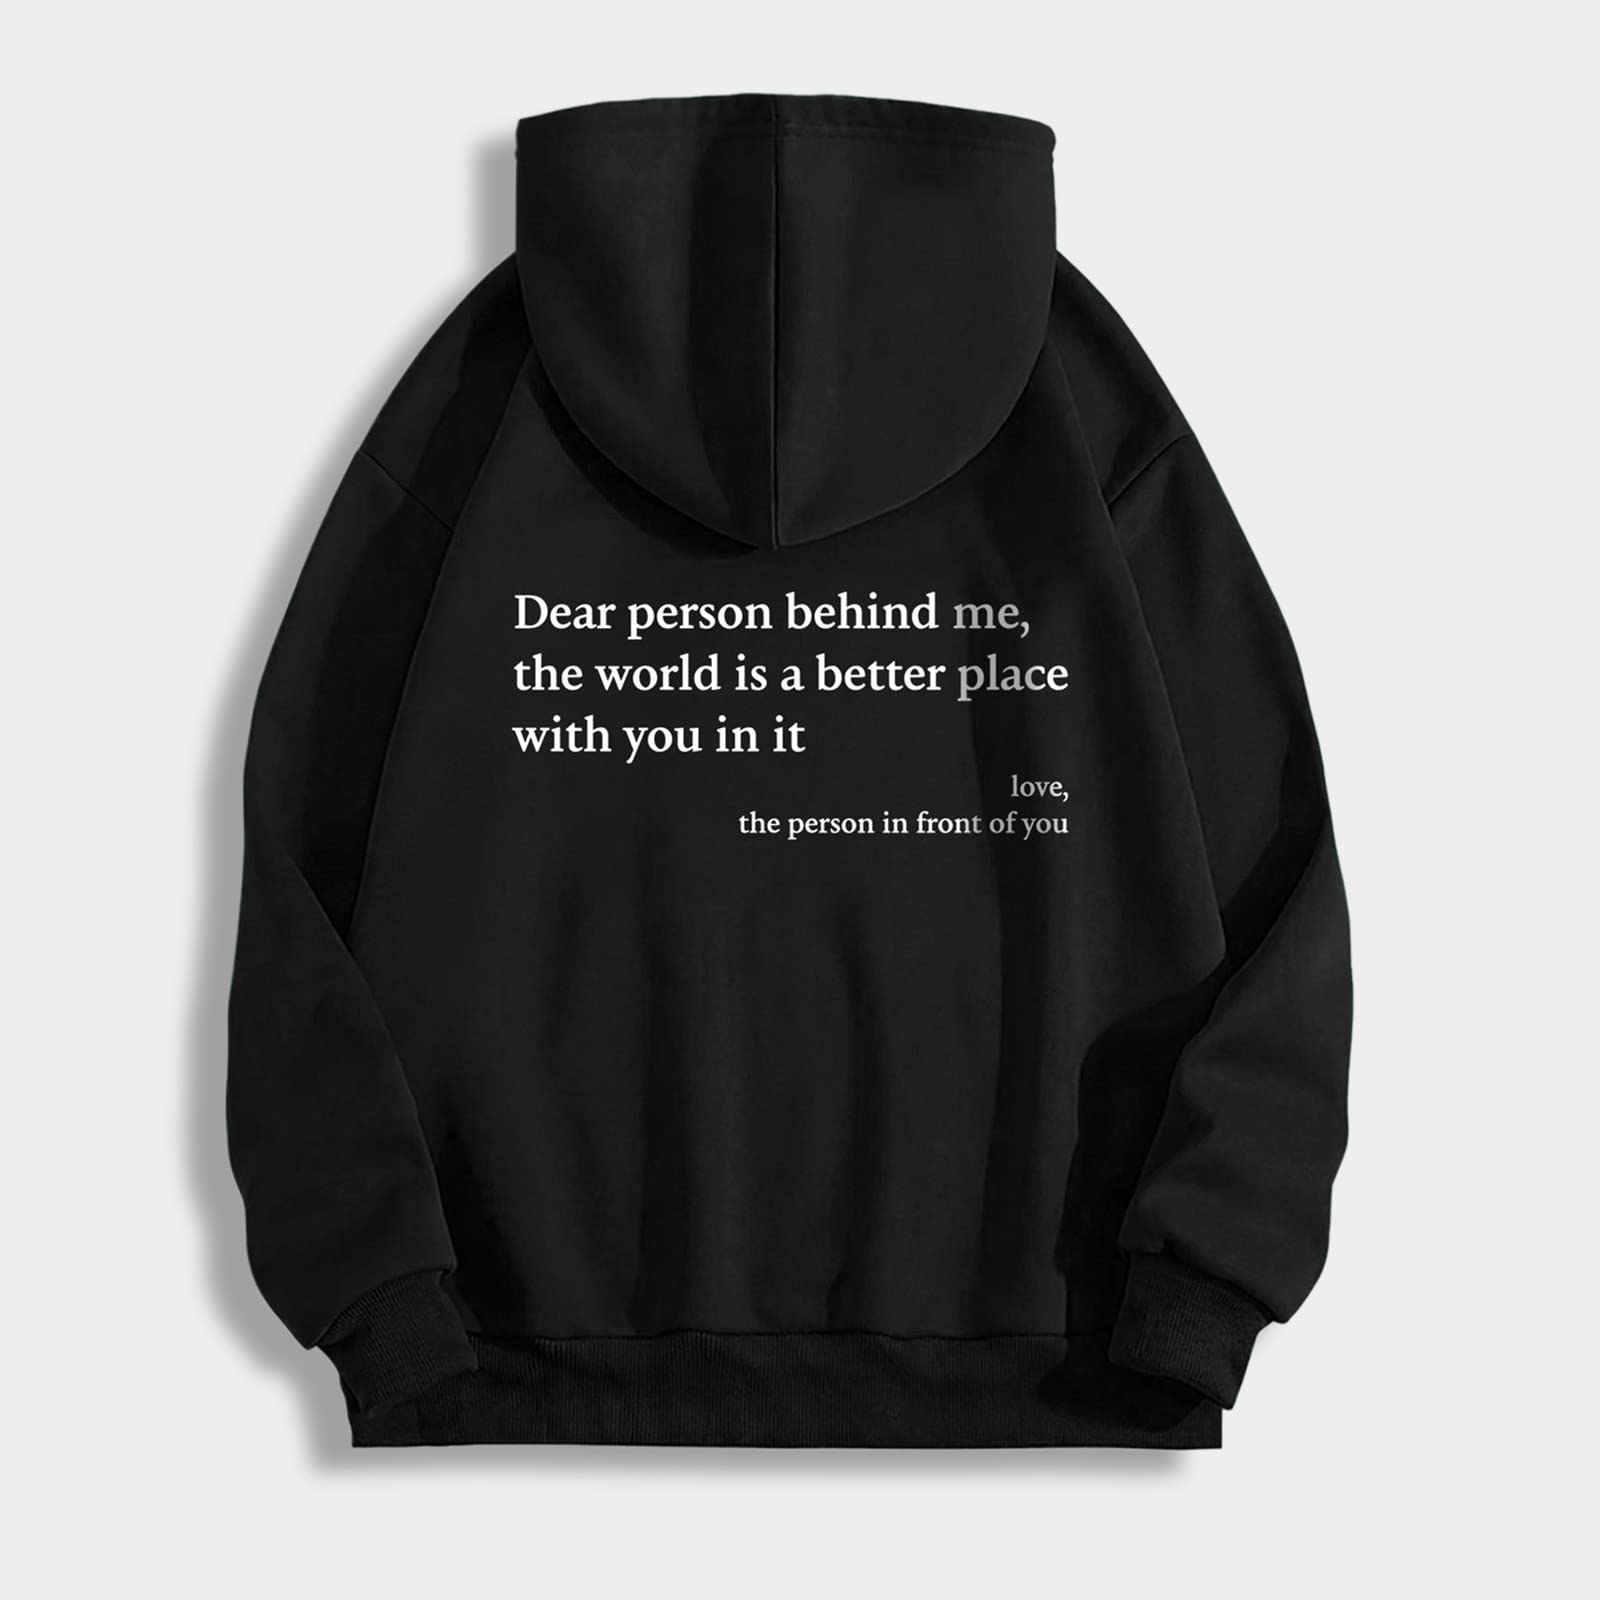 Dear person behind me,
the world is a better place
with you in it
love,
the person in front of you